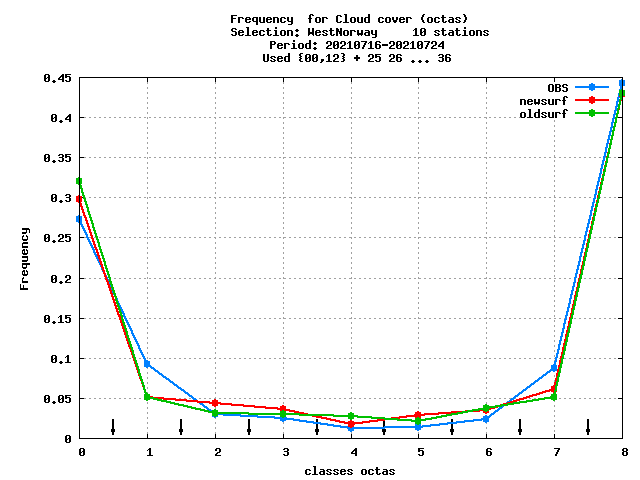 Frequency  for Cloud cover (octas)
Selection: WestNorway     10 stations
Period: 20210716-20210724
Used {00,12} + 25 26 ... 36
OBS
newsurf
oldsurf
0.45
0.4
0.35
0.3
0.25
0.2
0.15
0.1
0.05
0
Frequency
0 1 2 3 4 5 6 7 8
classes octas